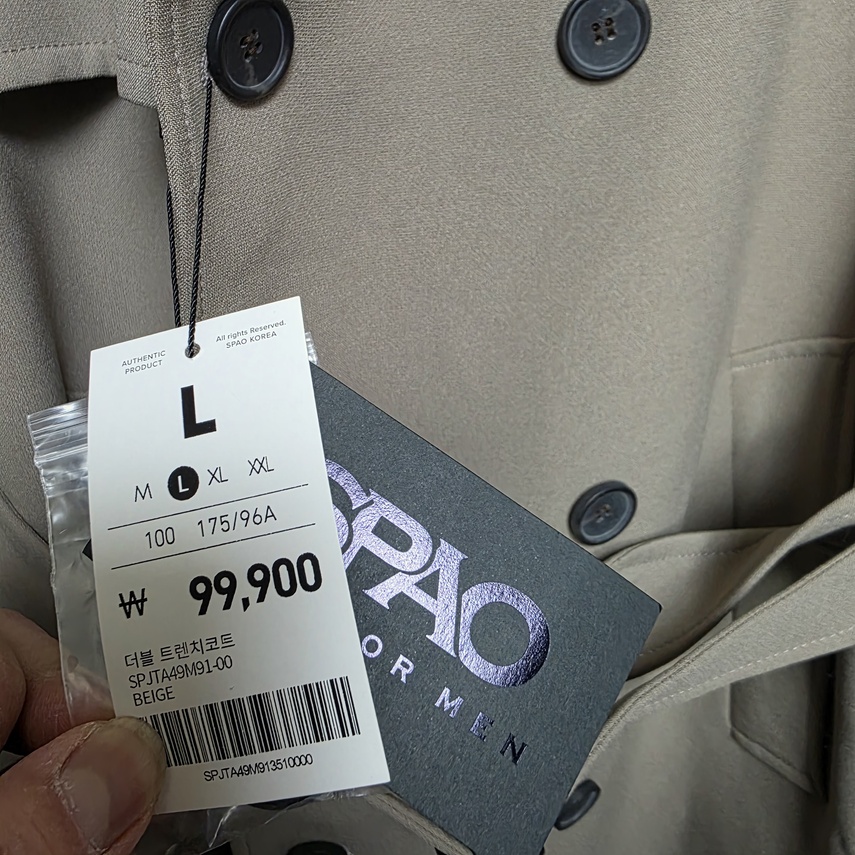 AUTHENTIC
PRODUCT
All rights Reserved.
SPAO KOREA
L
M L XL XXL
100 175/96A
₩ 99,900
더블 트렌치코트
SPJTA49M91-00
BEIGE
SPJTA49M913510000
SPAO
OR MEN